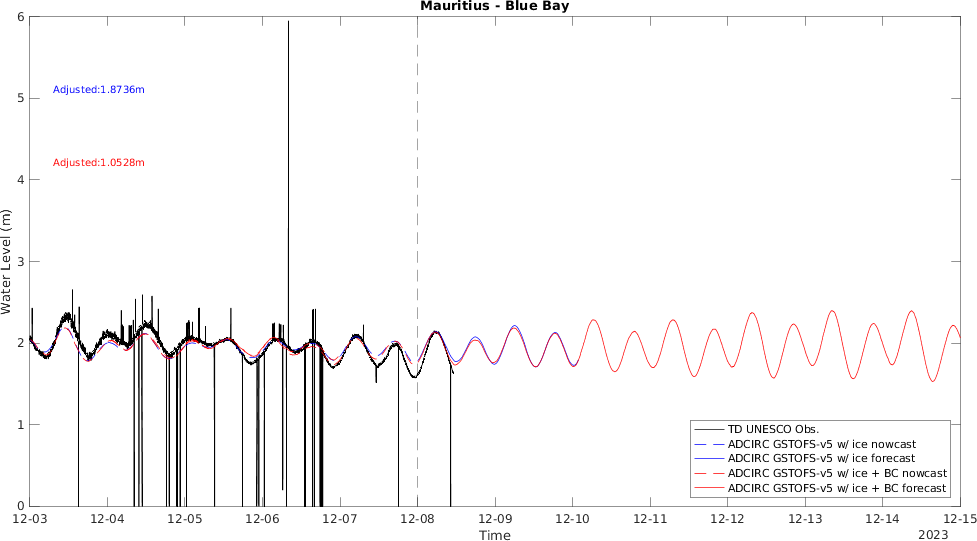 Mauritius - Blue Bay
6
5
4
3
2
1
0
Water Level (m)
Adjusted:1.8736m
Adjusted:1.0528m
TD UNESCO Obs.
ADCIRC GSTOFS-v5 w/ ice nowcast
ADCIRC GSTOFS-v5 w/ ice forecast
ADCIRC GSTOFS-v5 w/ ice + BC nowcast
ADCIRC GSTOFS-v5 w/ ice + BC forecast
12-03 12-04 12-05 12-06 12-07 12-08 12-09 12-10 12-11 12-12 12-13 12-14 12-15
Time
2023